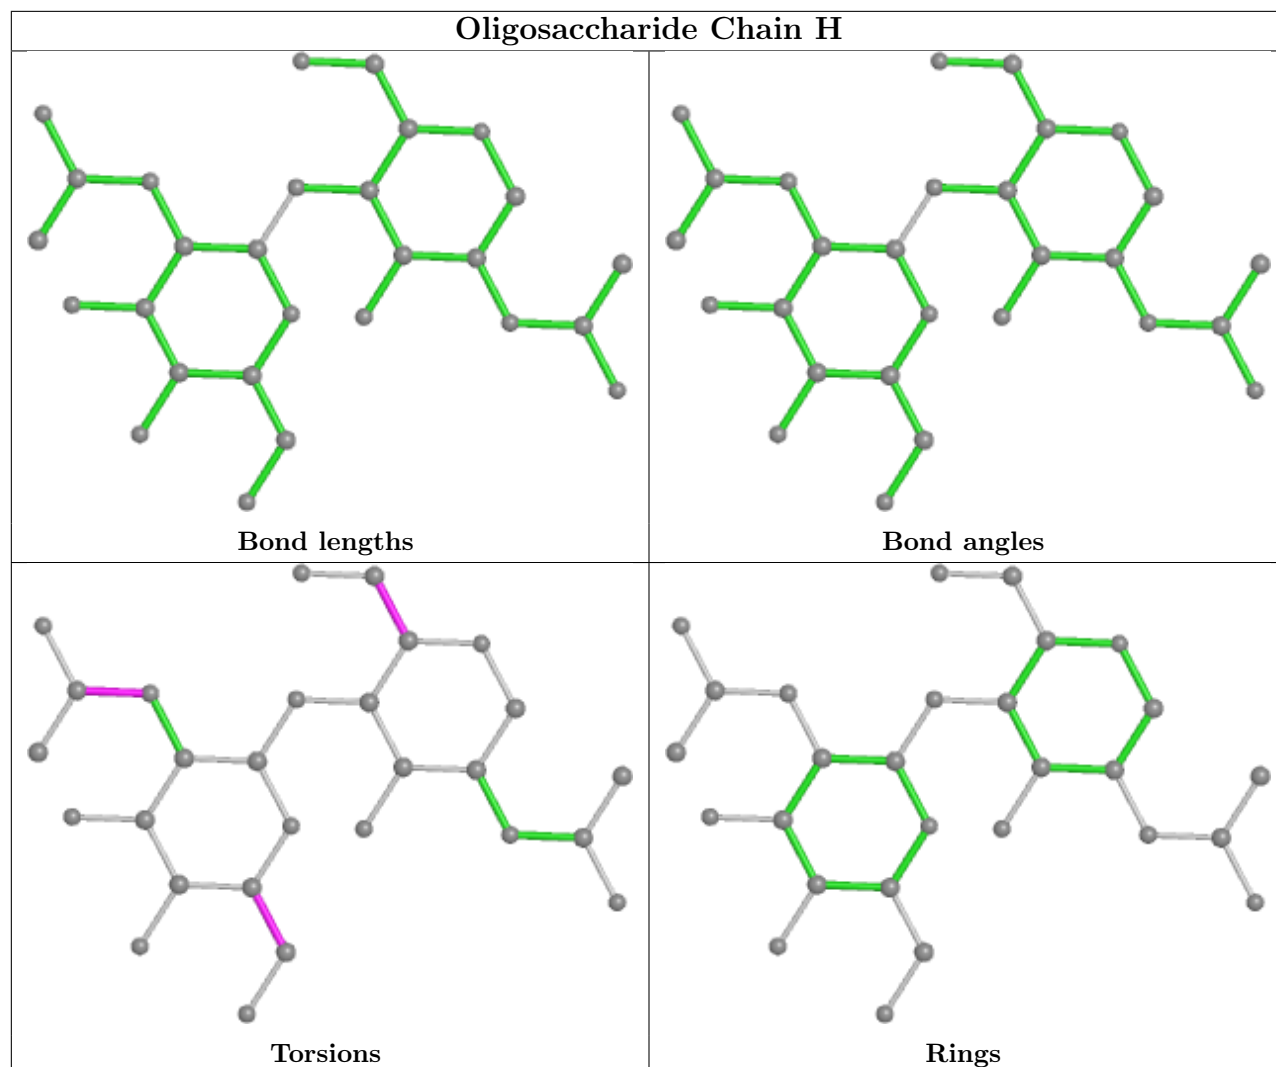 Oligosaccharide Chain H
Bond lengths
Bond angles
Torsions
Rings